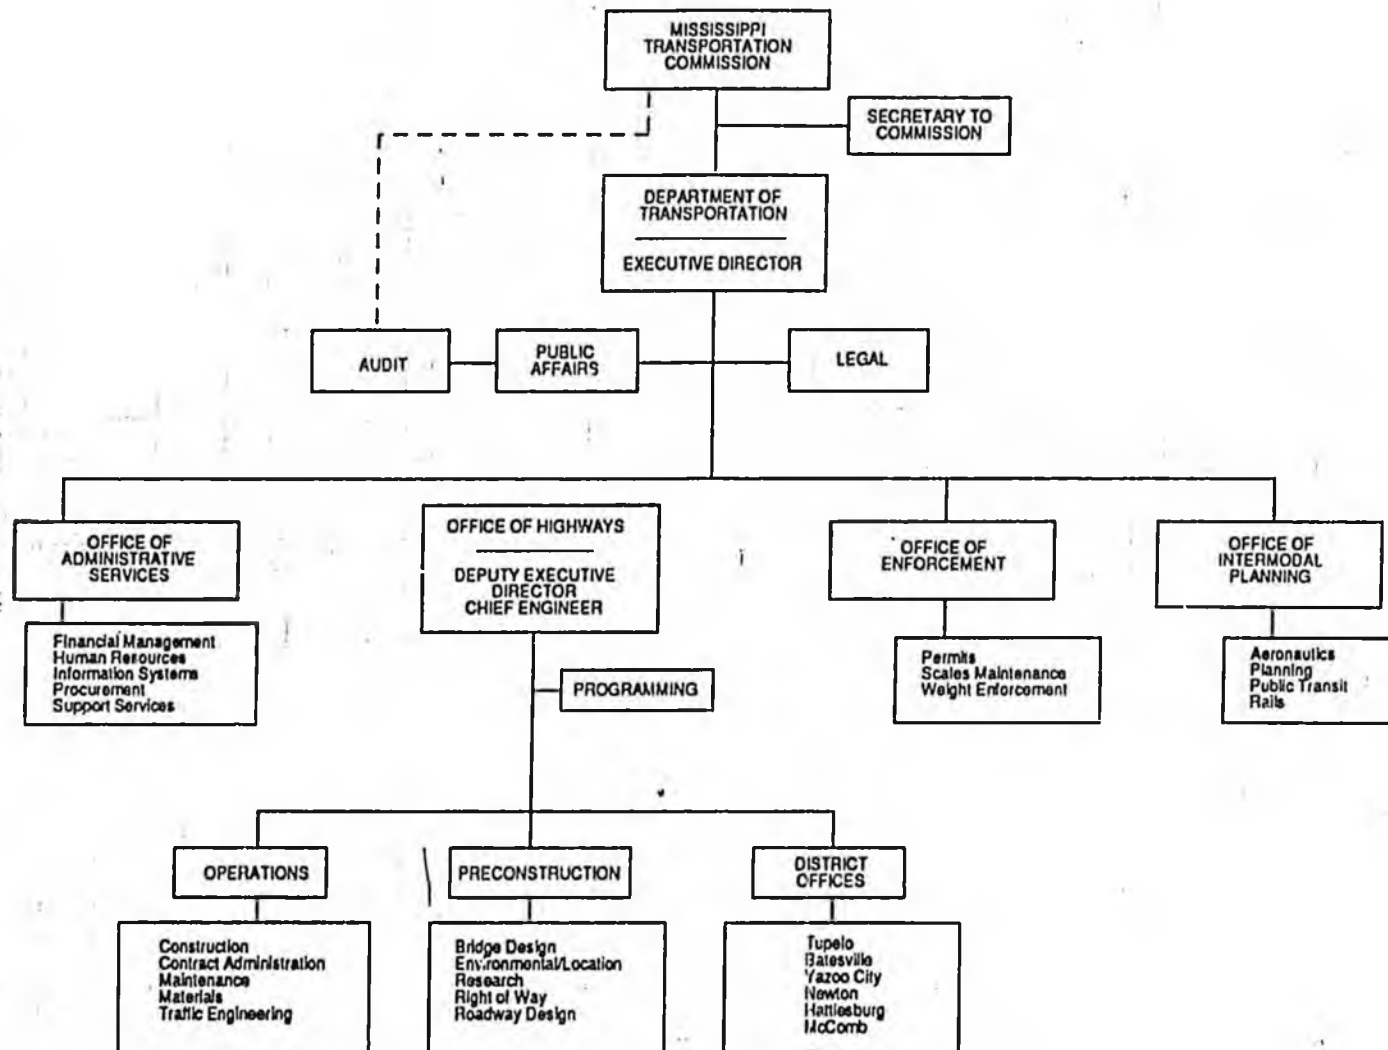 MISSISSIPPI
TRANSPORTATION
COMMISSION
SECRETARY TO
COMMISSION
DEPARTMENT OF
TRANSPORTATION
EXECUTIVE DIRECTOR
AUDIT
PUBLIC
AFFAIRS
LEGAL
OFFICE OF
ADMINISTRATIVE
SERVICES
Financial Management
Human Resources
Information Systems
Procurement
Support Services
OFFICE OF HIGHWAYS
DEPUTY EXECUTIVE
DIRECTOR
CHIEF ENGINEER
PROGRAMMING
OFFICE OF
ENFORCEMENT
Permits
Scales Maintenance
Weight Enforcement
OFFICE OF
INTERMODAL
PLANNING
Aeronautics
Planning
Public Transit
Rails
OPERATIONS
Construction
Contract Administration
Maintenance
Materials
Traffic Engineering
PRECONSTRUCTION
Bridge Design
Environmental/Location
Research
Right of Way
Roadway Design
DISTRICT
OFFICES
Tupelo
Batesville
Yazoo City
Newton
Hattiesburg
McComb